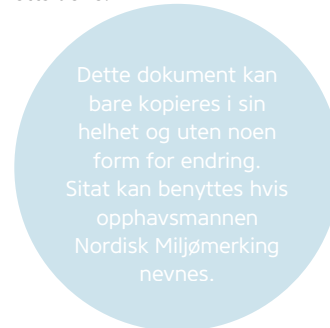 Dette dokument kan
bare kopieres i sin
helhet og uten noen
form for endring.
Sitat kan benyttes hvis
opphavsmannen
Nordisk Miljømerking
nevnes.